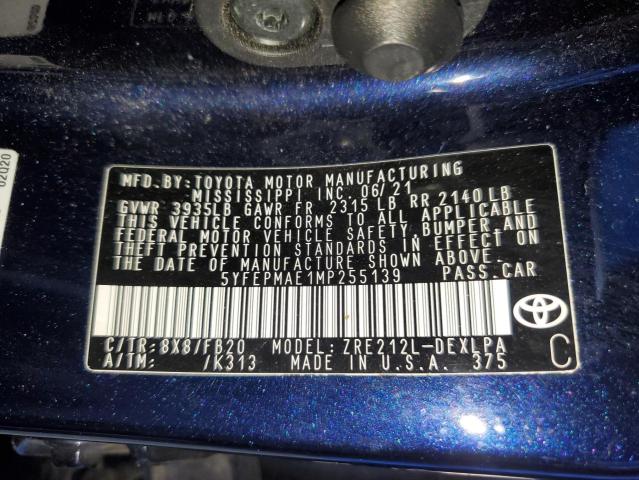 MFD.BY: TOYOTA MOTOR MANUFACTURING
MISSISSIPPI INC. 06/21
GVWR 3935LB GAWR FR 2315 LB RR 2140 LB
THIS VEHICLE CONFORMS TO ALL APPLICABLE
FEDERAL MOTOR VEHICLE SAFETY, BUMPER, AND
THEFT PREVENTION STANDARDS IN EFFECT ON
THE DATE OF MANUFACTURE SHOWN ABOVE.
5YFEPMAE1MP255139 PASS.CAR
C/TR: 8X8/FB20 MODEL: ZRE212L-DEXLPA
A/TM: /K313 MADE IN U.S.A. 375
C
02020